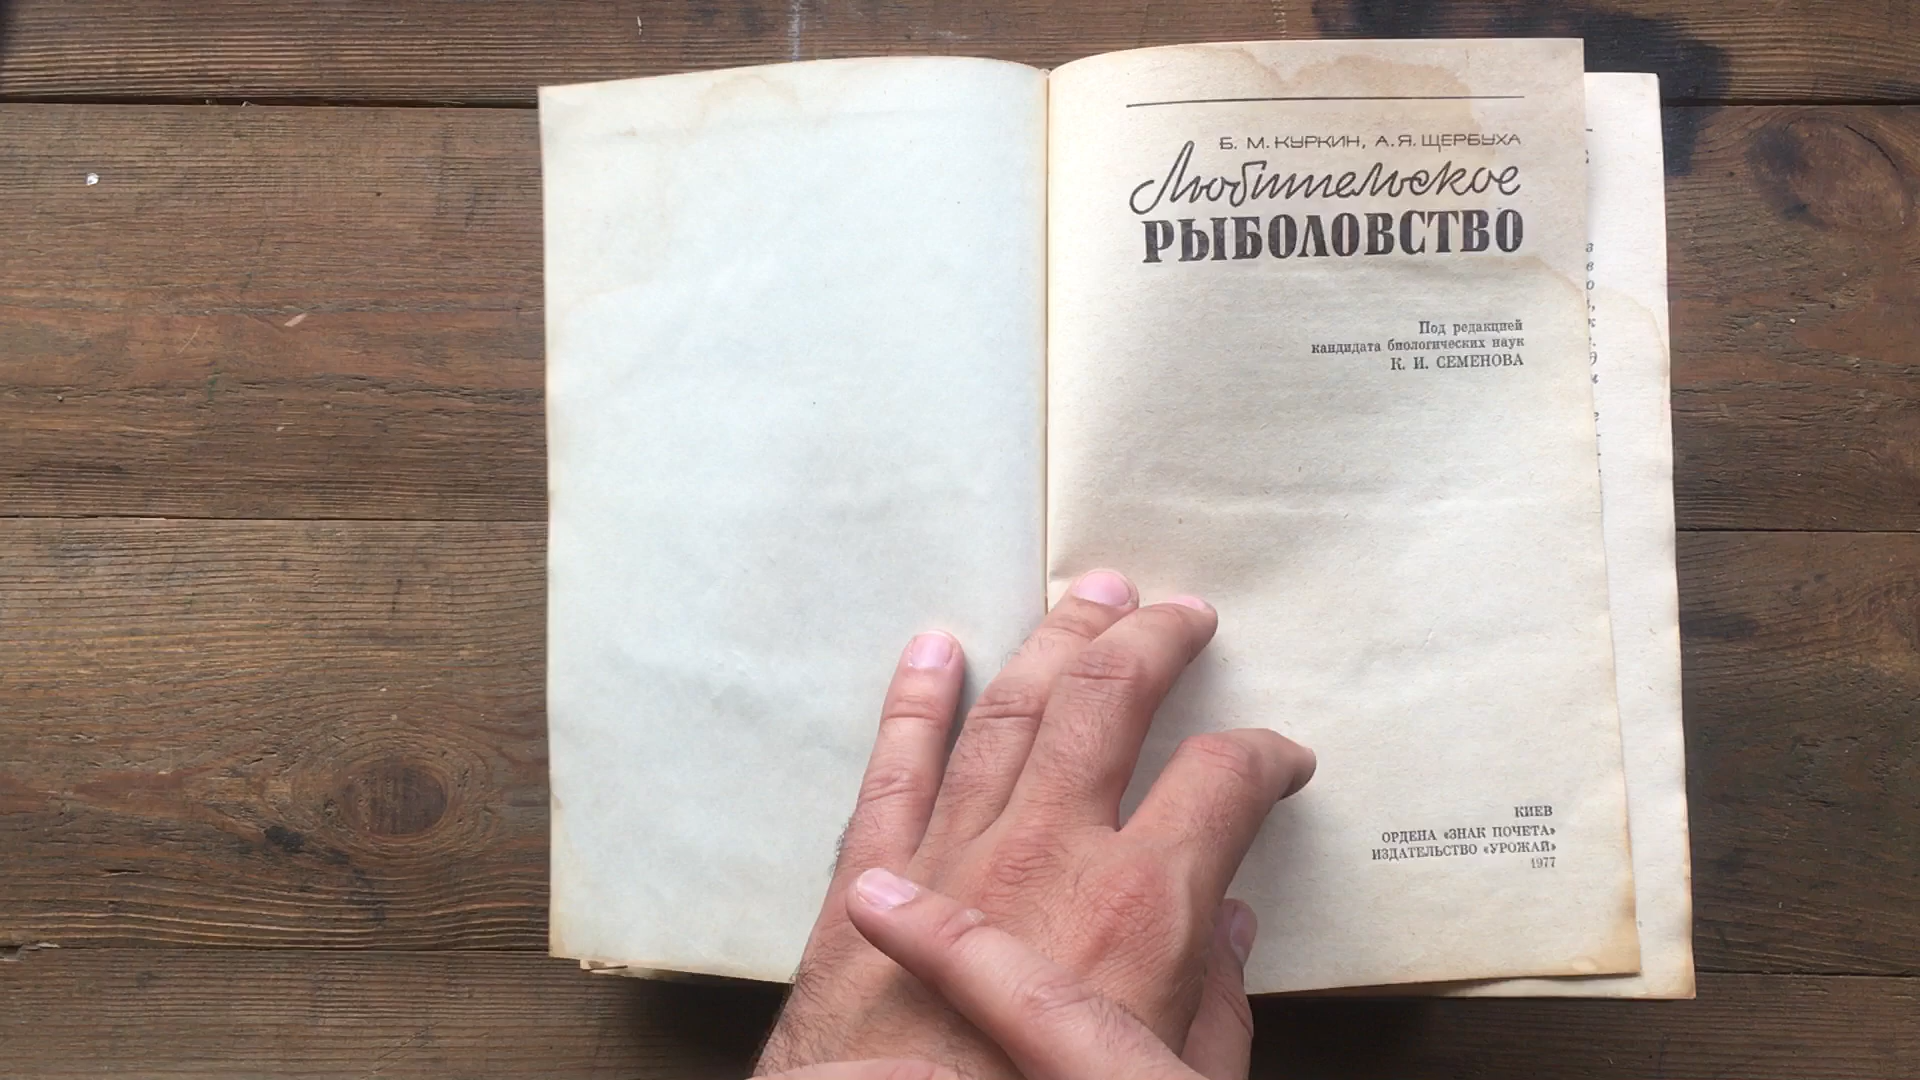 Б. М. КУРКИН, А. Я. ЩЕРБУХА
Любительское
РЫБОЛОВСТВО
Под редакцией
кандидата биологических наук
К. И. СЕМЕНОВА
КИЕВ
ОРДЕНА «ЗНАК ПОЧЕТА»
ИЗДАТЕЛЬСТВО «УРОЖАЙ»
1977